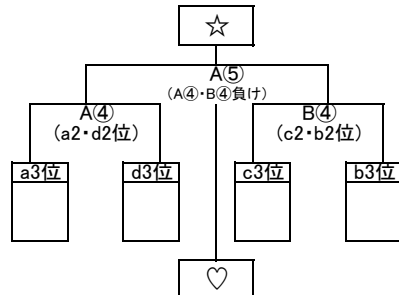 ☆
A⑤
(A④・B④負け)
A④
(a2・d2位)
B④
(c2・b2位)
a3位 d3位 c3位 b3位
♡